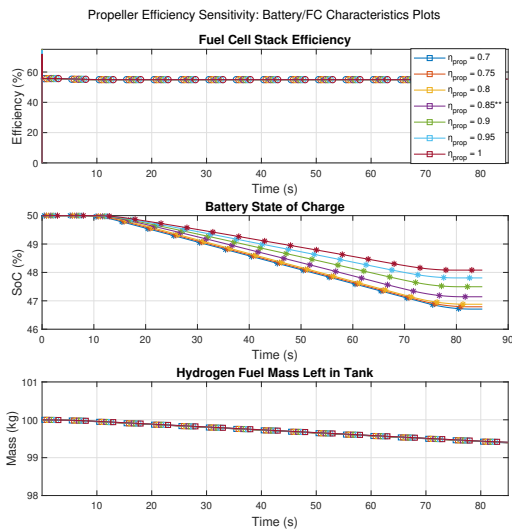 Propeller Efficiency Sensitivity: Battery/FC Characteristics Plots
Fuel Cell Stack Efficiency
Efficiency (%)
60
40
20
0
0 10 20 30 40 50 60 70 80
Time (s)
η_prop = 0.7
η_prop = 0.75
η_prop = 0.8
η_prop = 0.85**
η_prop = 0.9
η_prop = 0.95
η_prop = 1
Battery State of Charge
SoC (%)
50
49
48
47
46
0 10 20 30 40 50 60 70 80 90
Time (s)
Hydrogen Fuel Mass Left in Tank
Mass (kg)
101
100
99
98
0 10 20 30 40 50 60 70 80
Time (s)